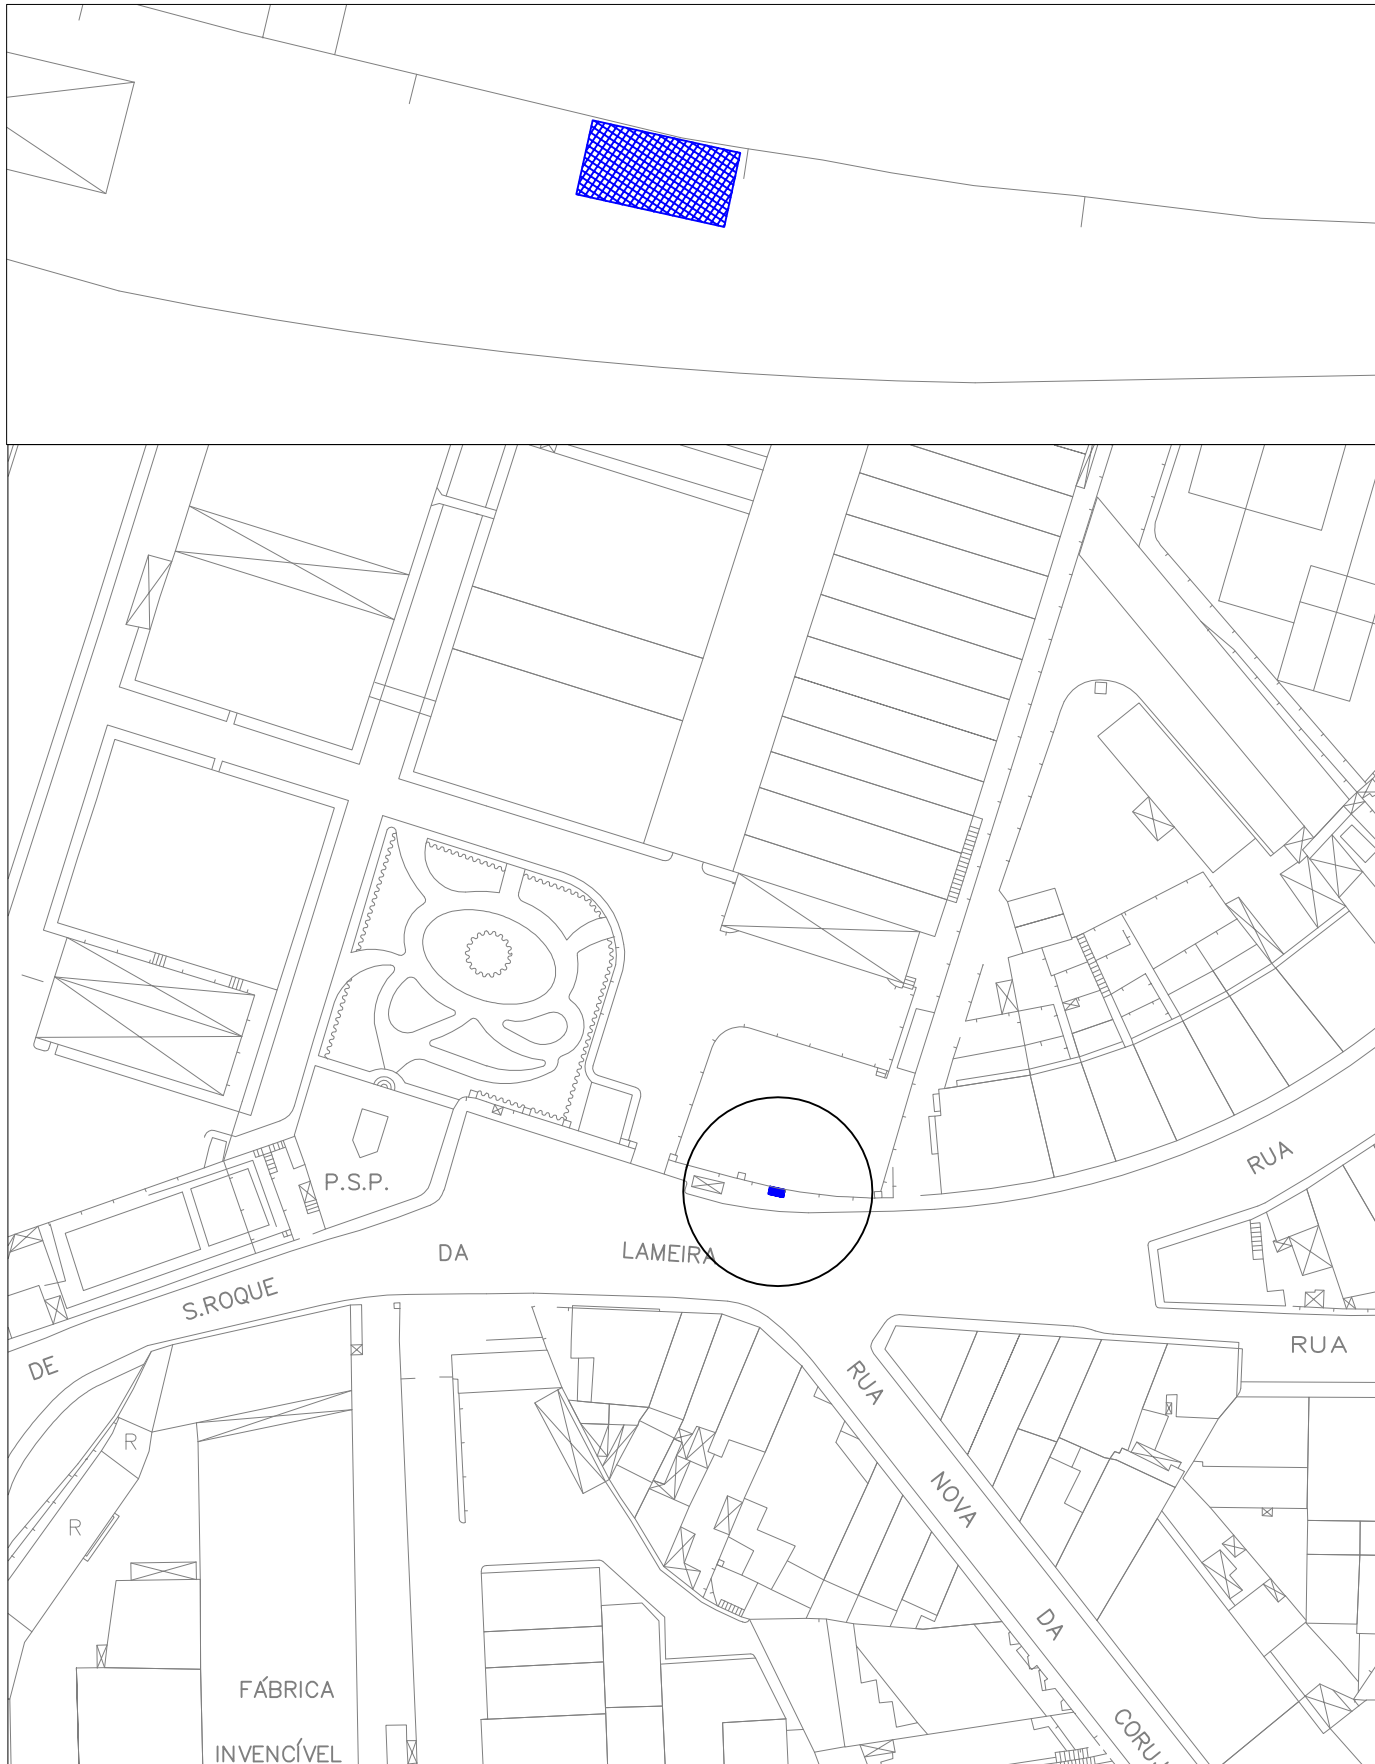 P.S.P.
DE S.ROQUE DA LAMEIRA
RUA
RUA
RUA NOVA DA
R
R
FÁBRICA
INVENCÍVEL